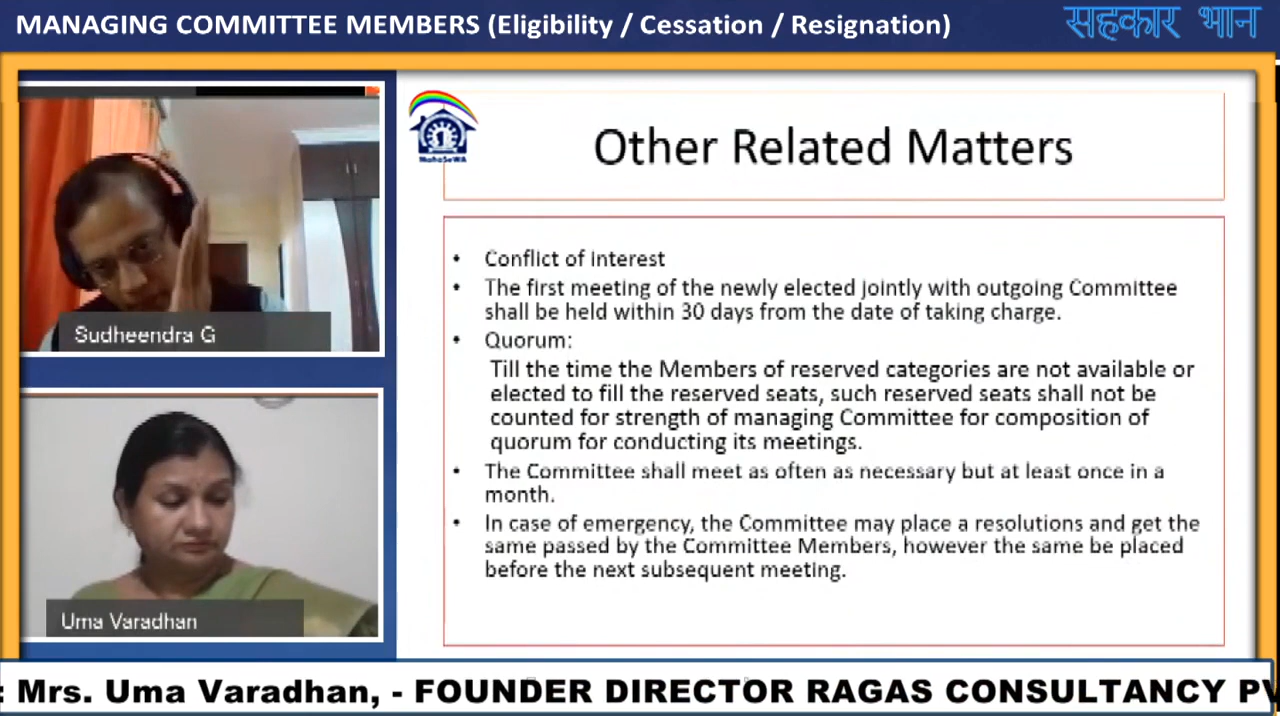 MANAGING COMMITTEE MEMBERS (Eligibility / Cessation / Resignation)
सहकार भान
MahaSeWA
Other Related Matters
Sudheendra G
Uma Varadhan
• Conflict of interest
• The first meeting of the newly elected jointly with outgoing Committee
shall be held within 30 days from the date of taking charge.
• Quorum:
Till the time the Members of reserved categories are not available or
elected to fill the reserved seats, such reserved seats shall not be
counted for strength of managing Committee for composition of
quorum for conducting its meetings.
• The Committee shall meet as often as necessary but at least once in a
month.
• In case of emergency, the Committee may place a resolutions and get the
same passed by the Committee Members, however the same be placed
before the next subsequent meeting.
: Mrs. Uma Varadhan, - FOUNDER DIRECTOR RAGAS CONSULTANCY PV